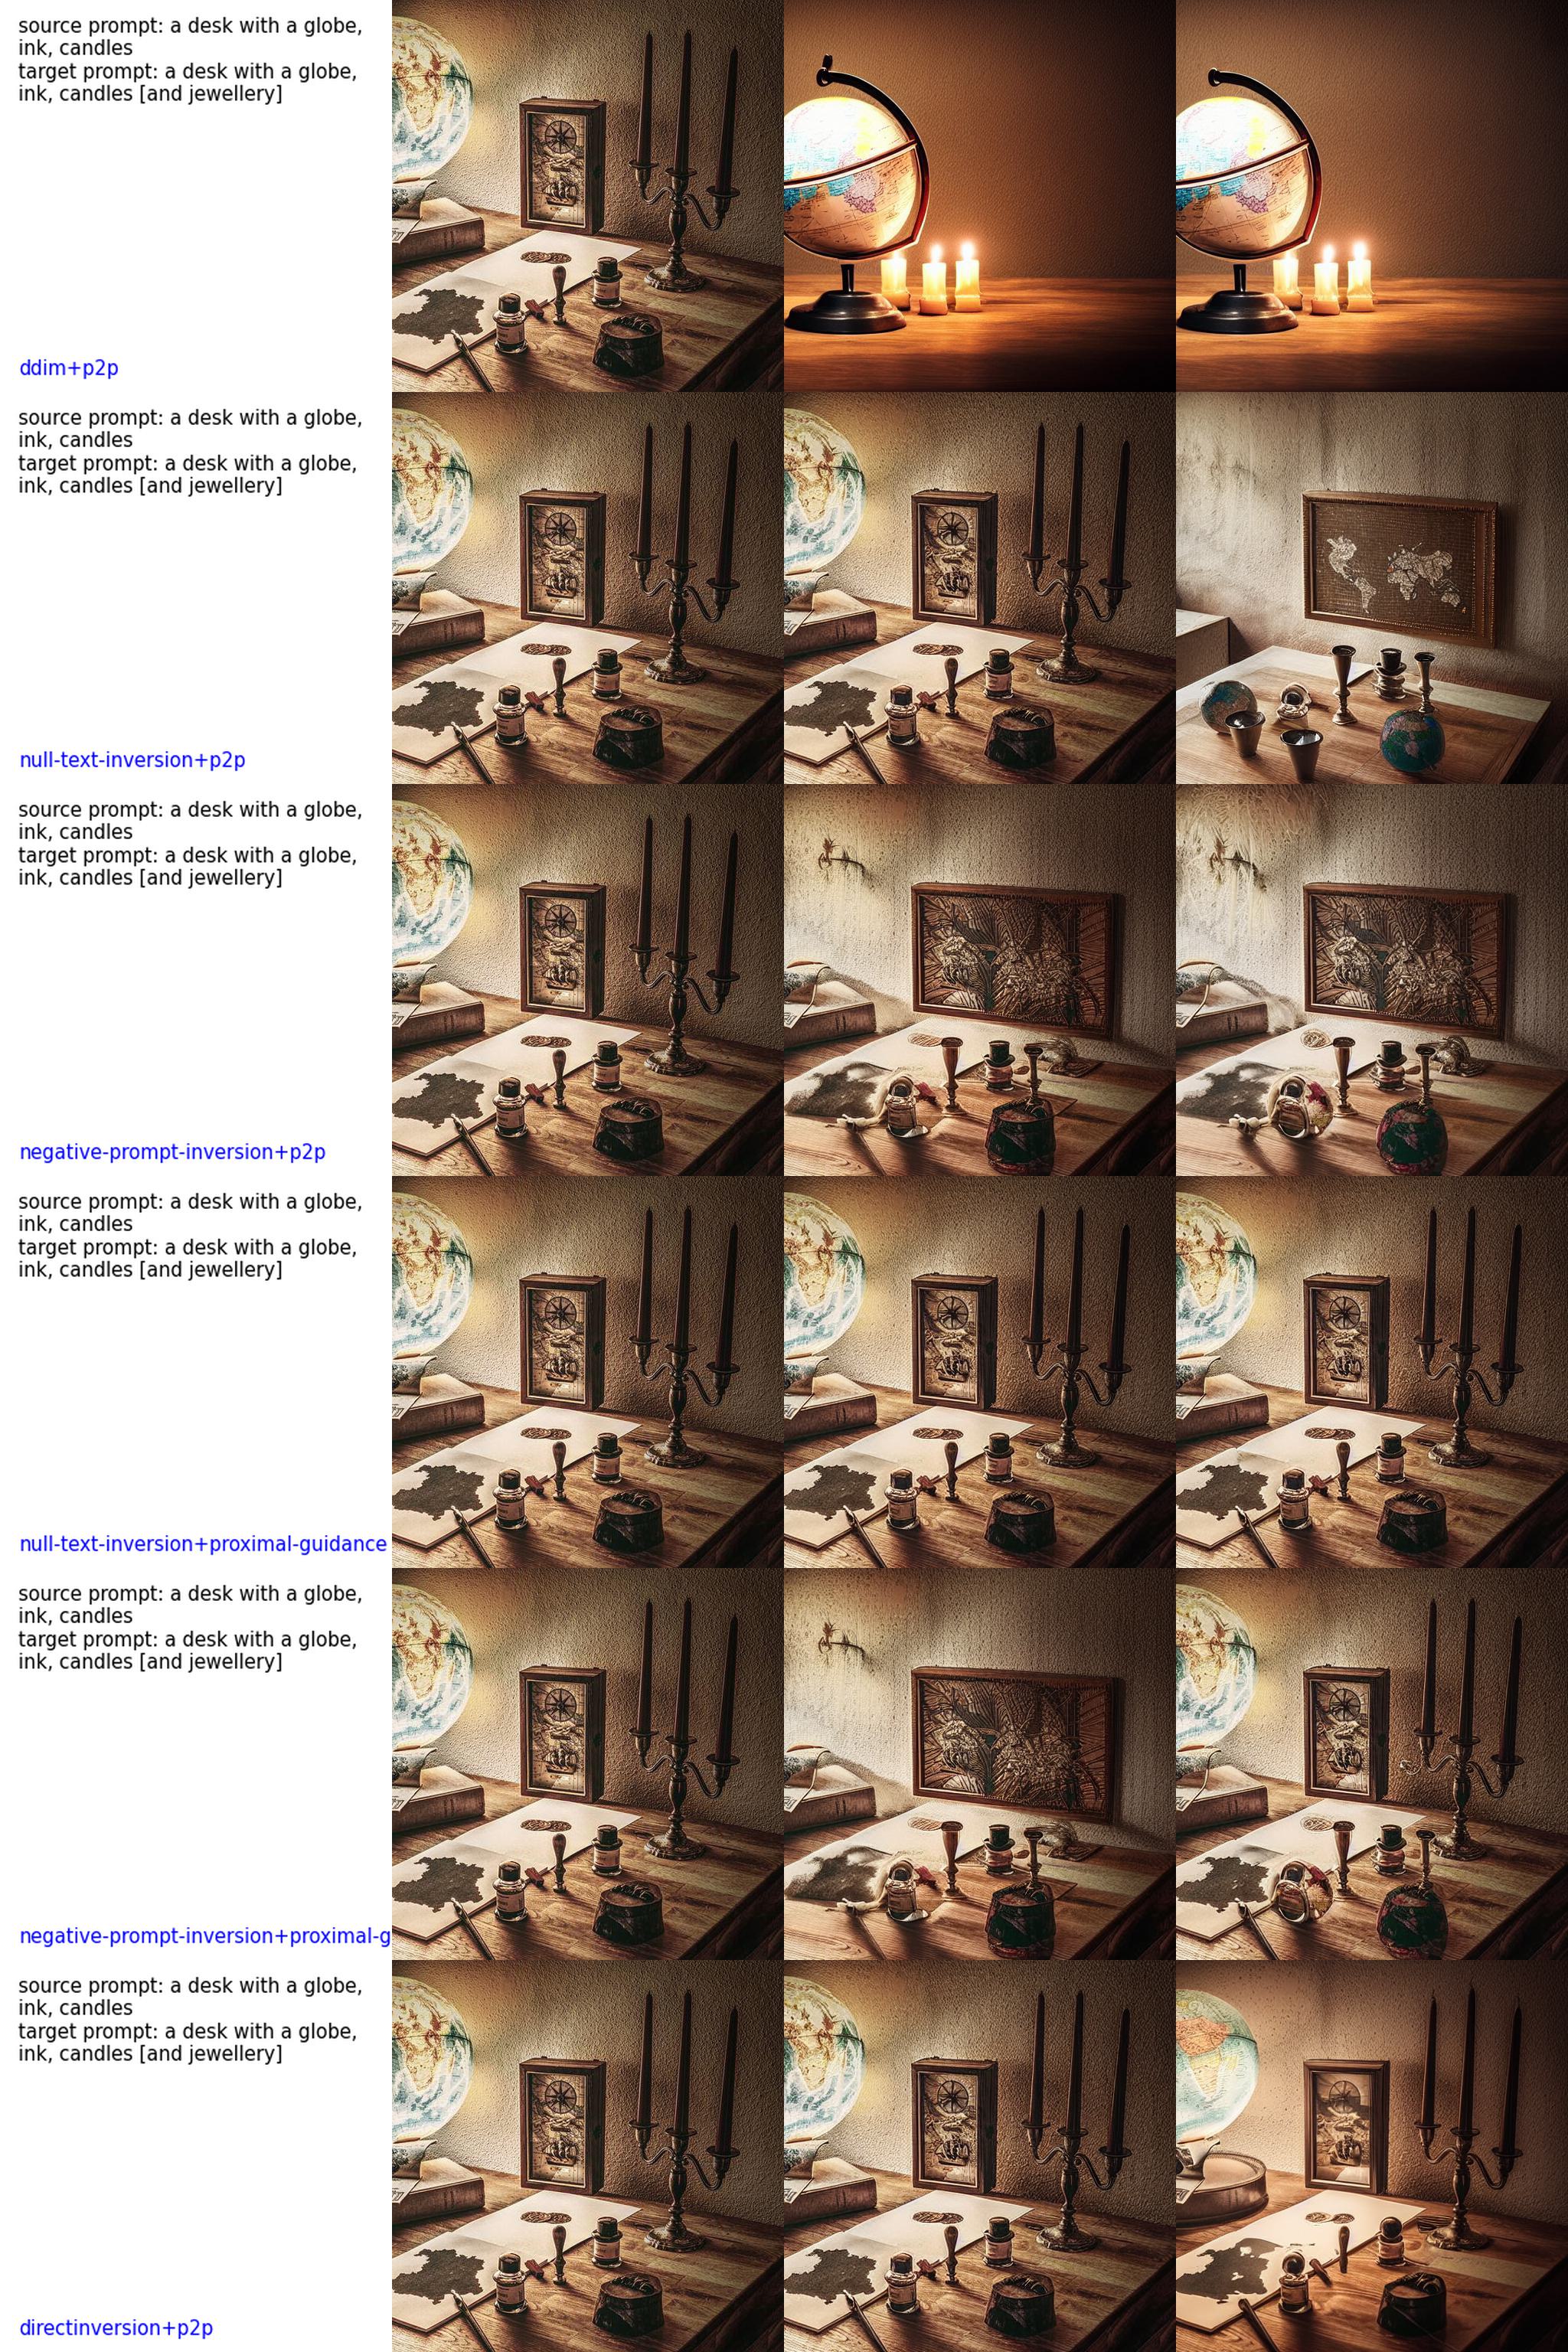 source prompt: a desk with a globe,
ink, candles
target prompt: a desk with a globe,
ink, candles [and jewellery]
ddim+p2p
source prompt: a desk with a globe,
ink, candles
target prompt: a desk with a globe,
ink, candles [and jewellery]
null-text-inversion+p2p
source prompt: a desk with a globe,
ink, candles
target prompt: a desk with a globe,
ink, candles [and jewellery]
negative-prompt-inversion+p2p
source prompt: a desk with a globe,
ink, candles
target prompt: a desk with a globe,
ink, candles [and jewellery]
null-text-inversion+proximal-guidance
source prompt: a desk with a globe,
ink, candles
target prompt: a desk with a globe,
ink, candles [and jewellery]
negative-prompt-inversion+proximal-g
source prompt: a desk with a globe,
ink, candles
target prompt: a desk with a globe,
ink, candles [and jewellery]
directinversion+p2p